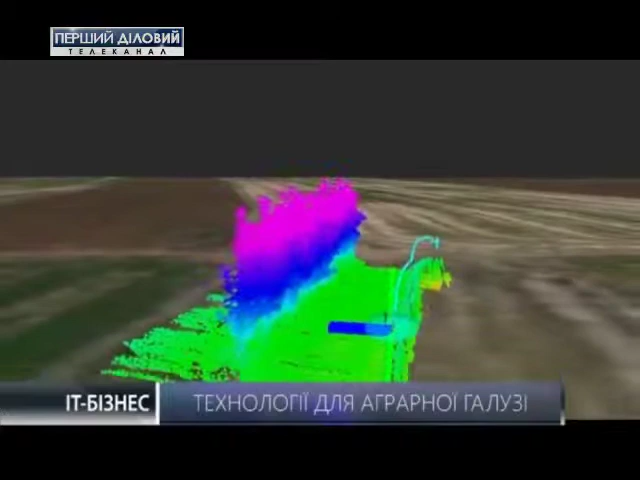 ПЕРШИЙ ДІЛОВИЙ
ТЕЛЕКАНАЛ
ІТ-БІЗНЕС
ТЕХНОЛОГІЇ ДЛЯ АГРАРНОЇ ГАЛУЗІ